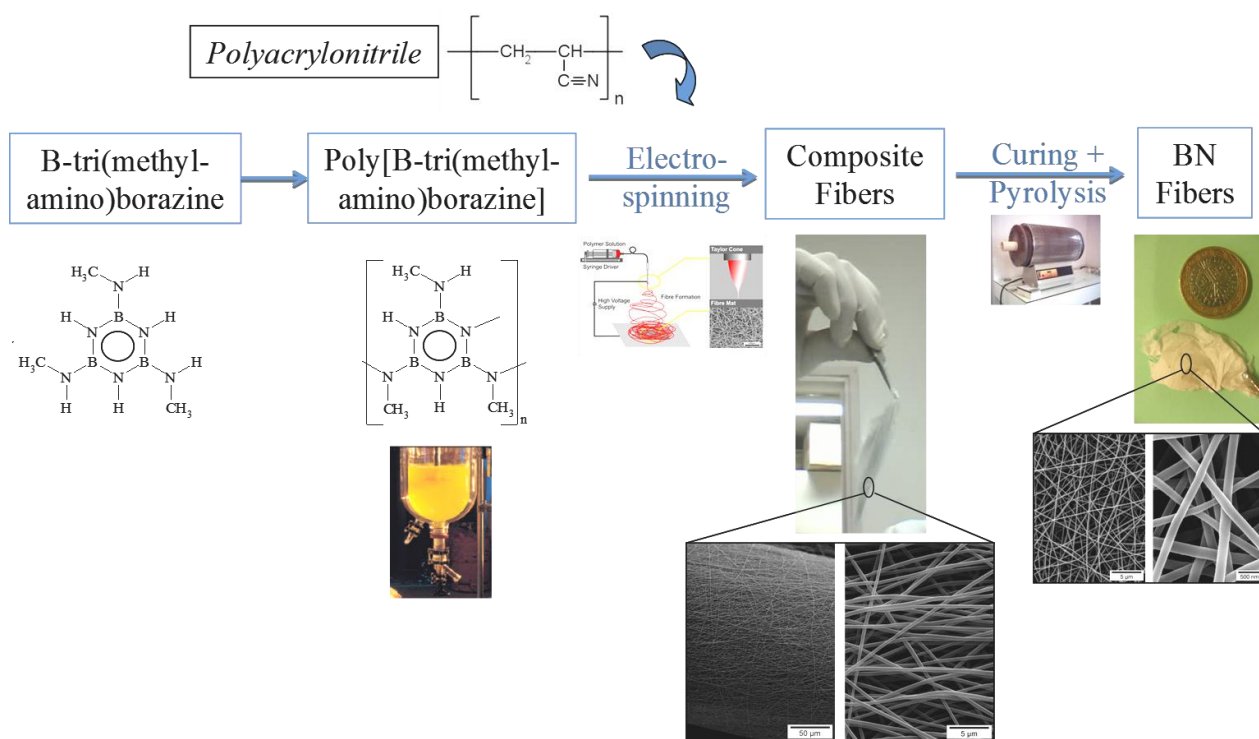 Polyacrylonitrile
CH2
CH
C≡N
n
B-tri(methyl-
amino)borazine
Poly[B-tri(methyl-
amino)borazine]
Electro-
spinning
Composite
Fibers
Curing +
Pyrolysis
BN
Fibers
H3C
H
N
H
B
H
N
N
H3C
B
B
H
N
N
N
H
H
CH3
H3C
H
N
B
H
N
N
B
B
N
N
N
CH3
H
CH3
n
Polymer Solution
Syringe Driver
High Voltage
Supply
Fibre Formation
Taylor Cone
Fibre Mat
5 µm
500 nm
50 µm
5 µm